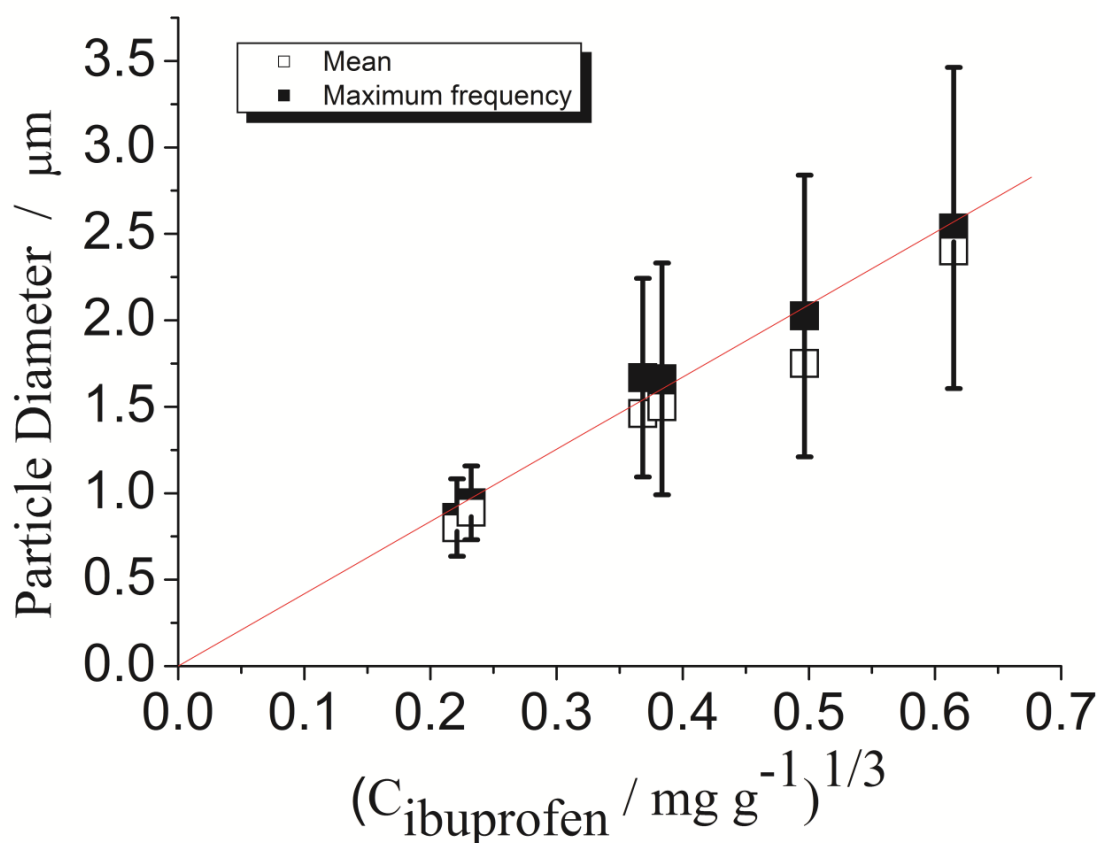 Mean
Maximum frequency
Particle Diameter / μm
3.5
3.0
2.5
2.0
1.5
1.0
0.5
0.0
0.0 0.1 0.2 0.3 0.4 0.5 0.6 0.7
(C_ibuprofen / mg g^-1)^1/3